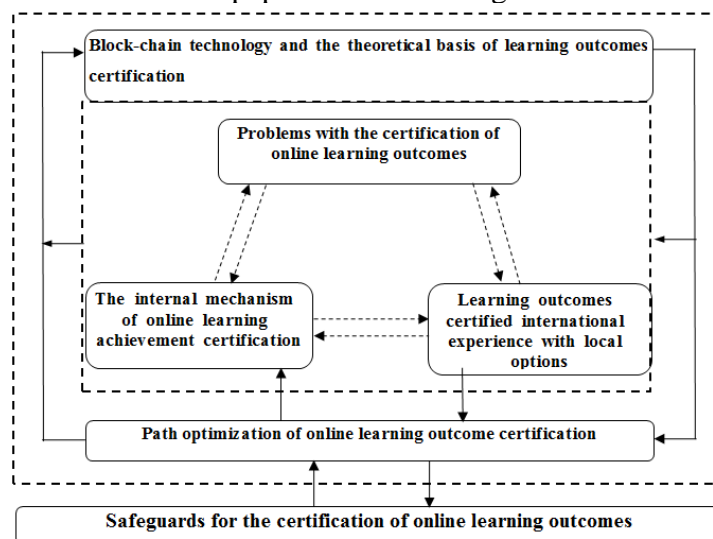 Block-chain technology and the theoretical basis of learning outcomes
certification
Problems with the certification of
online learning outcomes
The internal mechanism
of online learning
achievement certification
Learning outcomes
certified international
experience with local
options
Path optimization of online learning outcome certification
Safeguards for the certification of online learning outcomes